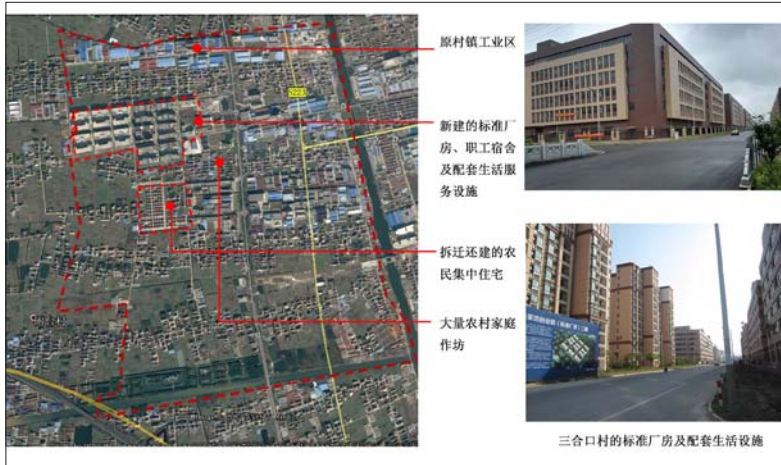 原村镇工业区
S223
新建的标准厂
房、职工宿舍
及配套生活服
务设施
拆迁还建的农
民集中住宅
大量农村家庭
作坊
三合口村的标准厂房及配套生活设施